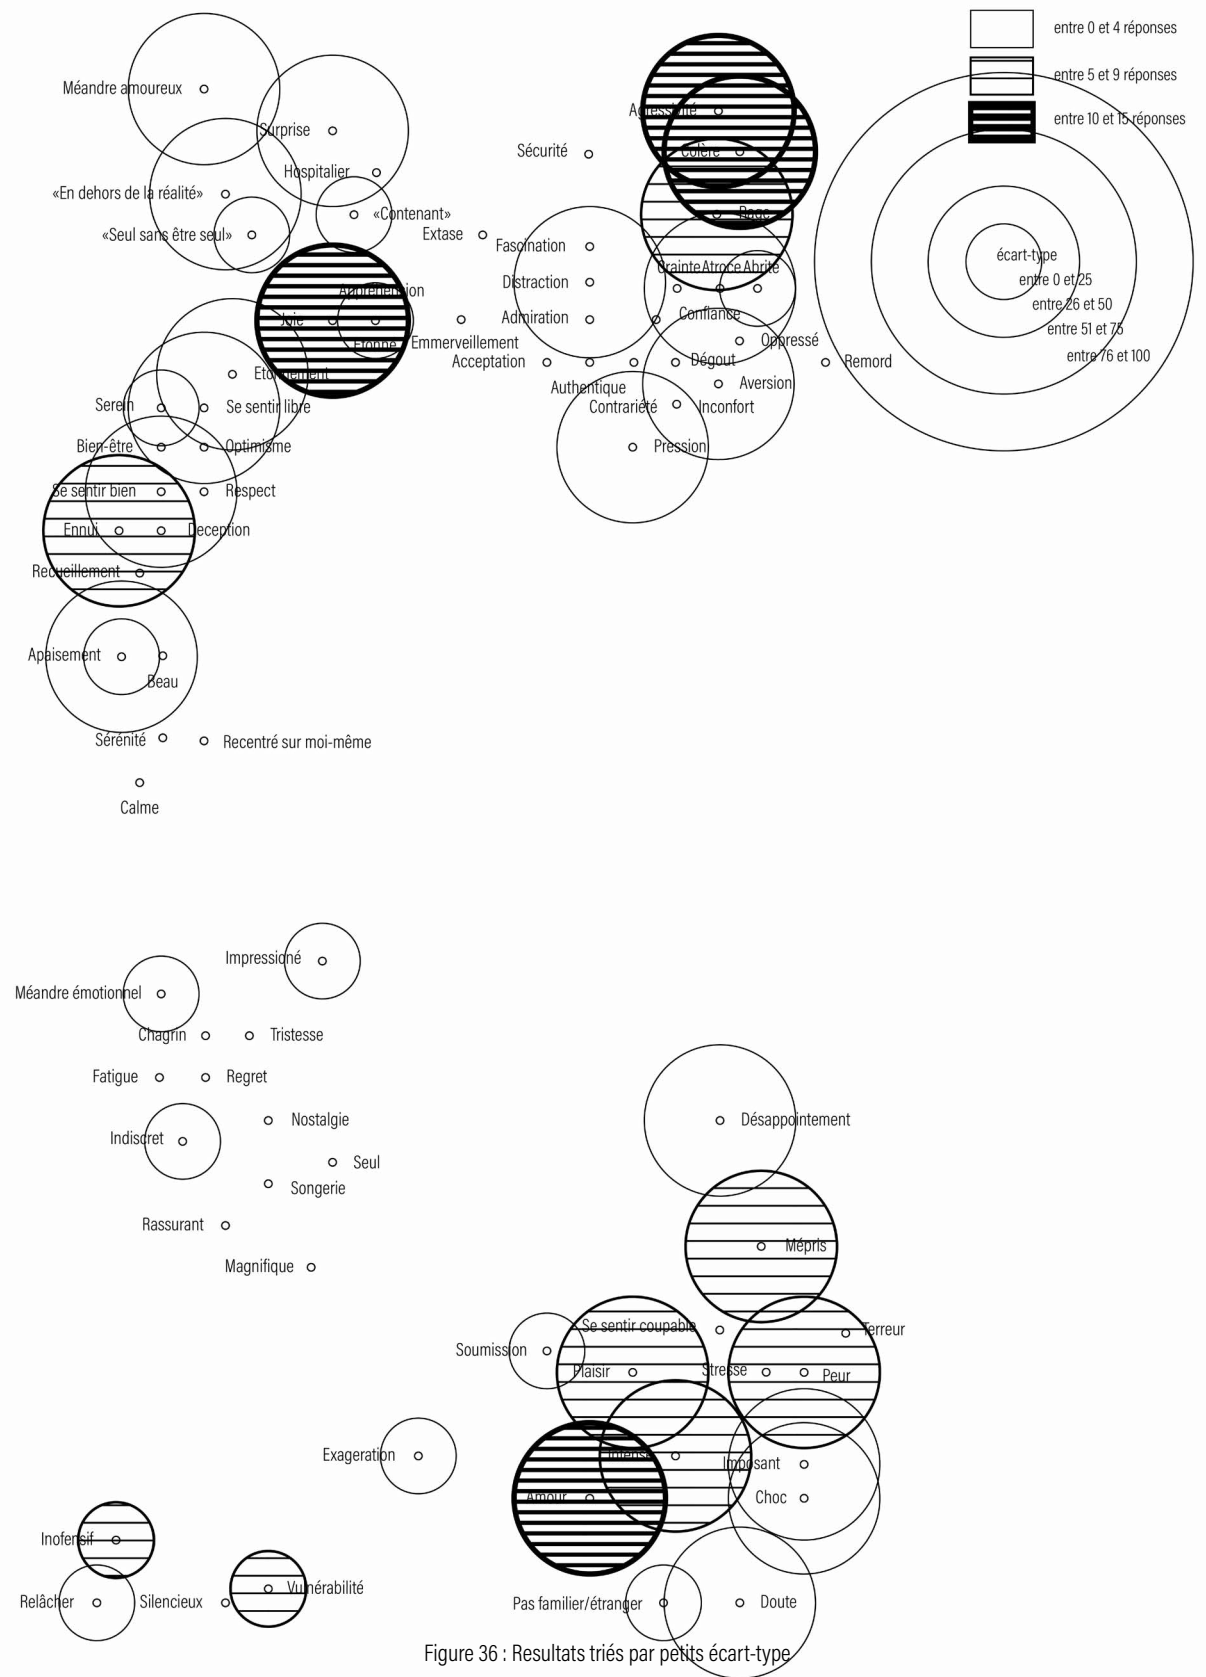 entre 0 et 4 réponses
entre 5 et 9 réponses
entre 10 et 15 réponses
écart-type
entre 0 et 25
entre 26 et 50
entre 51 et 75
entre 76 et 100
Méandre amoureux
Surprise
Hospitalier
«En dehors de la réalité»
«Contenant»
«Seul sans être seul»
Extase
Appréhension
Joie
Etonné
Emmerveillement
Etonnement
Serein
Se sentir libre
Bien-être
Optimisme
Se sentir bien
Respect
Ennui
Deception
Recueillement
Apaisement
Beau
Sérénité
Recentré sur moi-même
Calme
Agressivité
Sécurité
Colère
Rage
Fascination
Crainte Atroce Abrite
Distraction
Admiration
Confiance
Oppressé
Acceptation
Dégout
Remord
Authentique
Aversion
Contrariété
Inconfort
Pression
Impressioné
Méandre émotionnel
Chagrin
Tristesse
Fatigue
Regret
Nostalgie
Indiscret
Seul
Songerie
Rassurant
Magnifique
Désappointement
Mépris
Se sentir coupable
Terreur
Soumission
Plaisir
Stresse
Peur
Exageration
Intense
Imposant
Amour
Choc
Inofensif
Vulnérabilité
Relâcher
Silencieux
Pas familier/étranger
Doute
Figure 36 : Resultats triés par petits écart-type